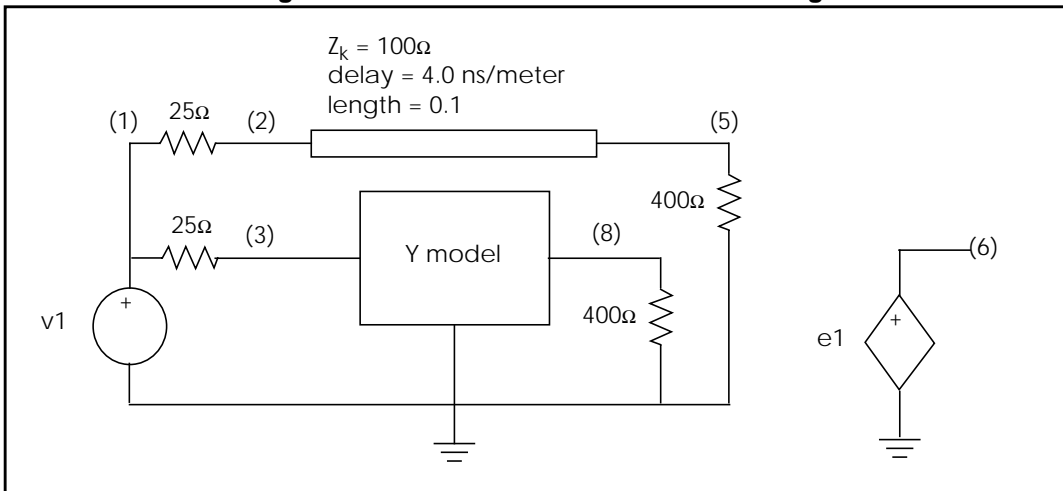 Z_k = 100Ω
delay = 4.0 ns/meter
length = 0.1
(1)
25Ω
(2)
(5)
400Ω
25Ω
(3)
Y model
(8)
400Ω
(6)
+
v1
+
e1